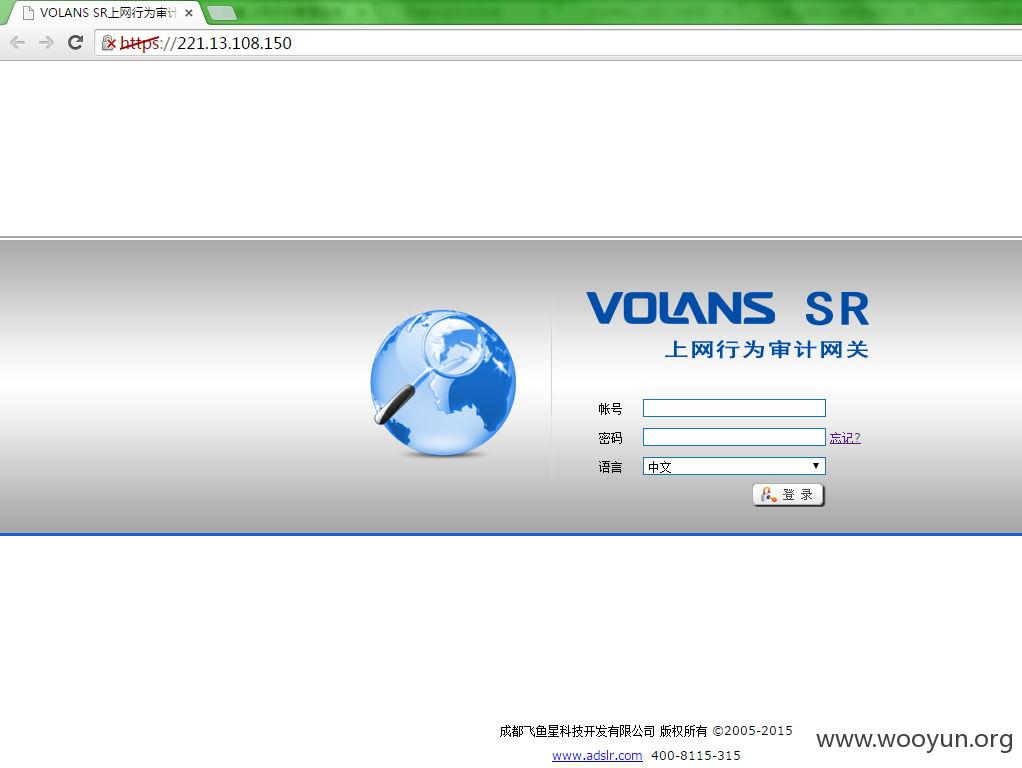 VOLANS SR上网行为审计
https://221.13.108.150
VOLANS SR
上网行为审计网关
帐号
密码 忘记?
语言 中文
登 录
成都飞鱼星科技开发有限公司 版权所有 ©2005-2015
www.adslr.com 400-8115-315
www.wooyun.org